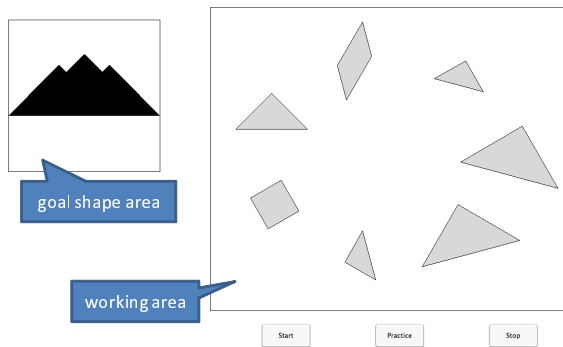 goal shape area
working area
Start
Practice
Stop